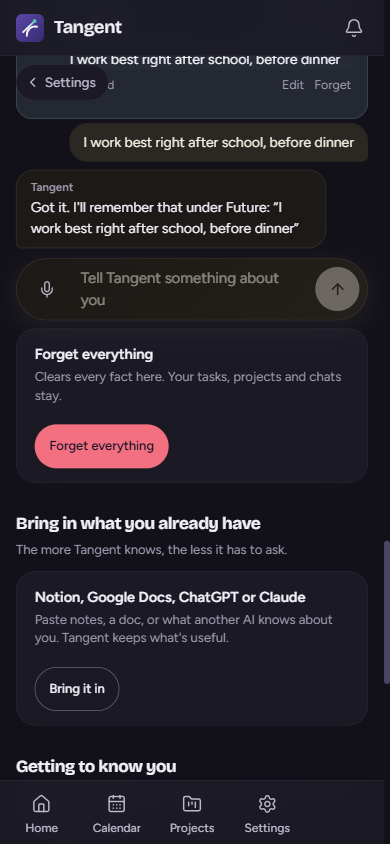 Tangent
I work best right after school, before dinner
Settings
Edit Forget
I work best right after school, before dinner
Tangent
Got it. I'll remember that under Future: “I
work best right after school, before dinner”
Tell Tangent something about
you
Forget everything
Clears every fact here. Your tasks, projects and chats
stay.
Forget everything
Bring in what you already have
The more Tangent knows, the less it has to ask.
Notion, Google Docs, ChatGPT or Claude
Paste notes, a doc, or what another AI knows about
you. Tangent keeps what's useful.
Bring it in
Getting to know you
Home Calendar Projects Settings